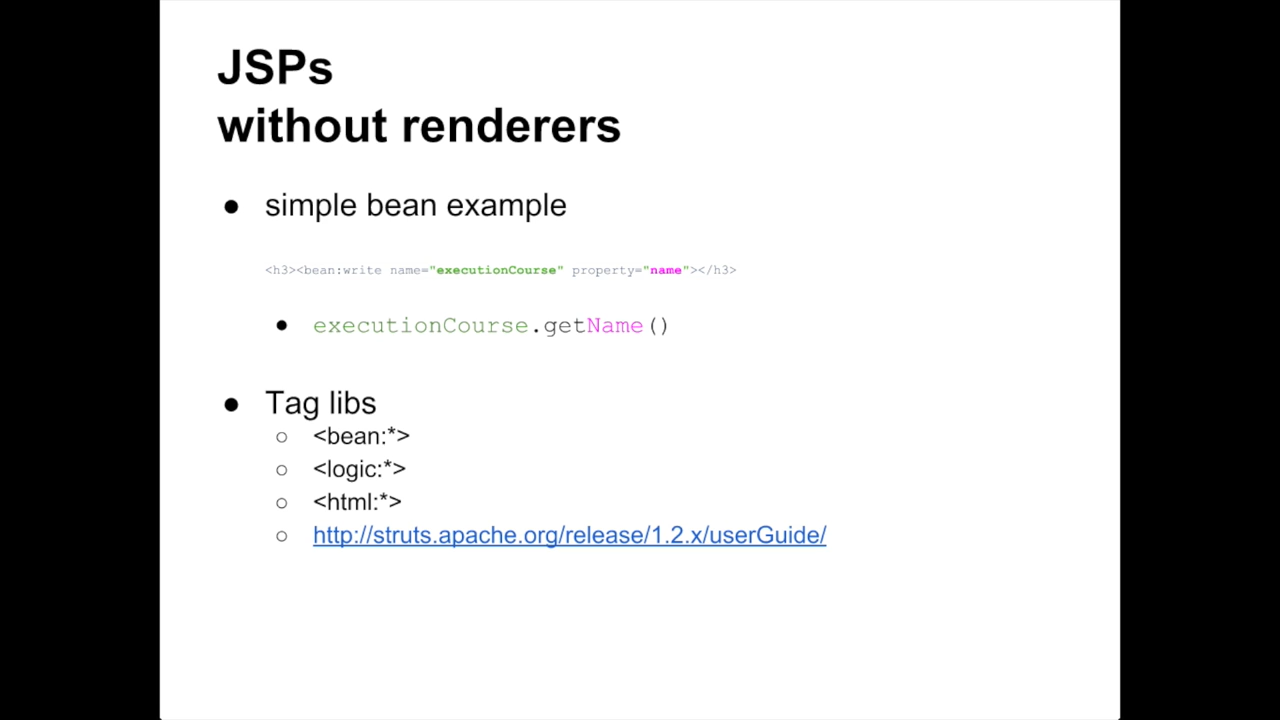 JSPs
without renderers
● simple bean example
<h3><bean:write name="executionCourse" property="name"></h3>
● executionCourse.getName()
● Tag libs
○ <bean:*>
○ <logic:*>
○ <html:*>
○ http://struts.apache.org/release/1.2.x/userGuide/